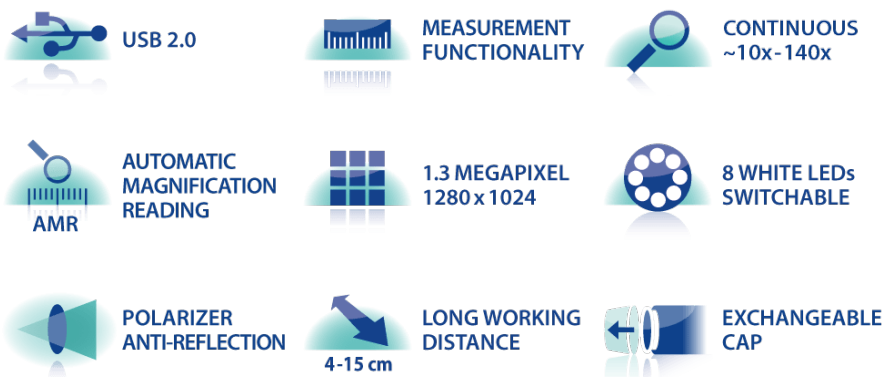 USB 2.0
MEASUREMENT
FUNCTIONALITY
CONTINUOUS
~10x-140x
AUTOMATIC
MAGNIFICATION
READING
AMR
1.3 MEGAPIXEL
1280 x 1024
8 WHITE LEDs
SWITCHABLE
POLARIZER
ANTI-REFLECTION
LONG WORKING
DISTANCE
4-15 cm
EXCHANGEABLE
CAP